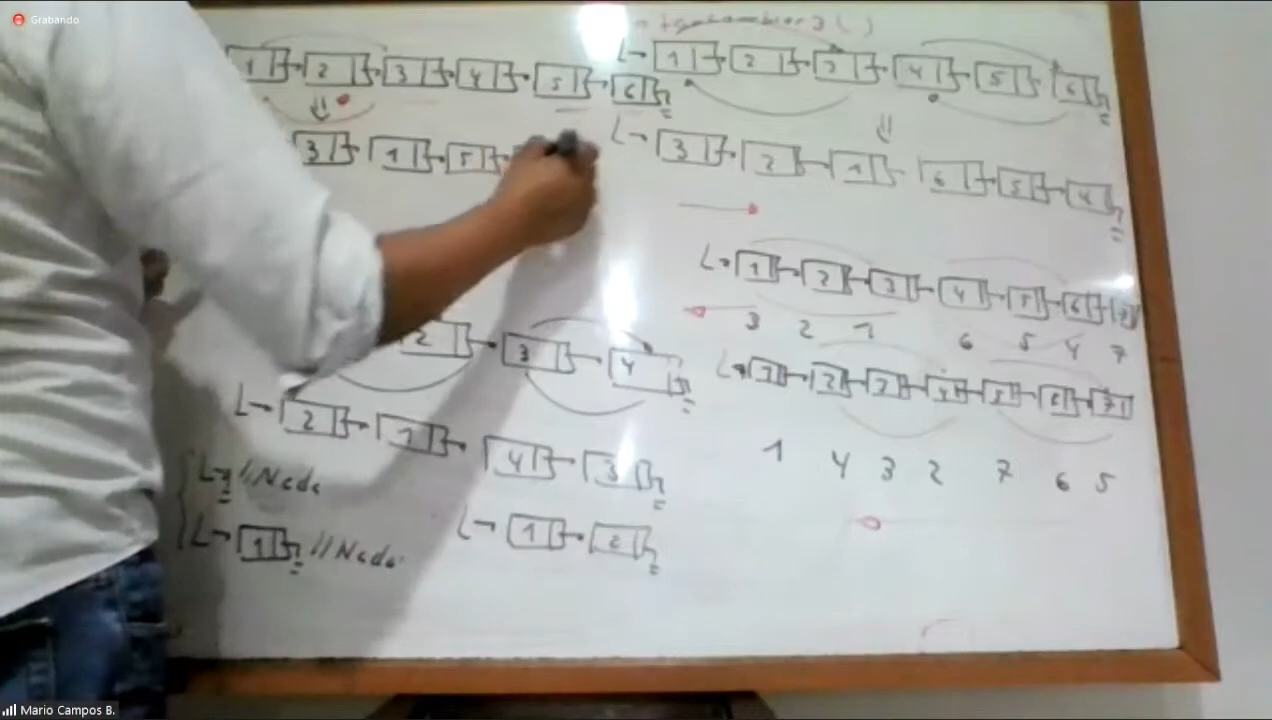 Grabando
1 2 3 4 5 6
3 1 5
2 3 4
L 2 1 4 3
L // Nada
L 1 // Nada
L 1 2
intercambiar3 ( )
L 1 2 3 4 5 6
L 3 2 1 6 5 4
L 1 2 3 4 5 6 7
3 2 1 6 5 4 7
L 1 2 3 4 5 6 7
1 4 3 2 7 6 5
Mario Campos B.